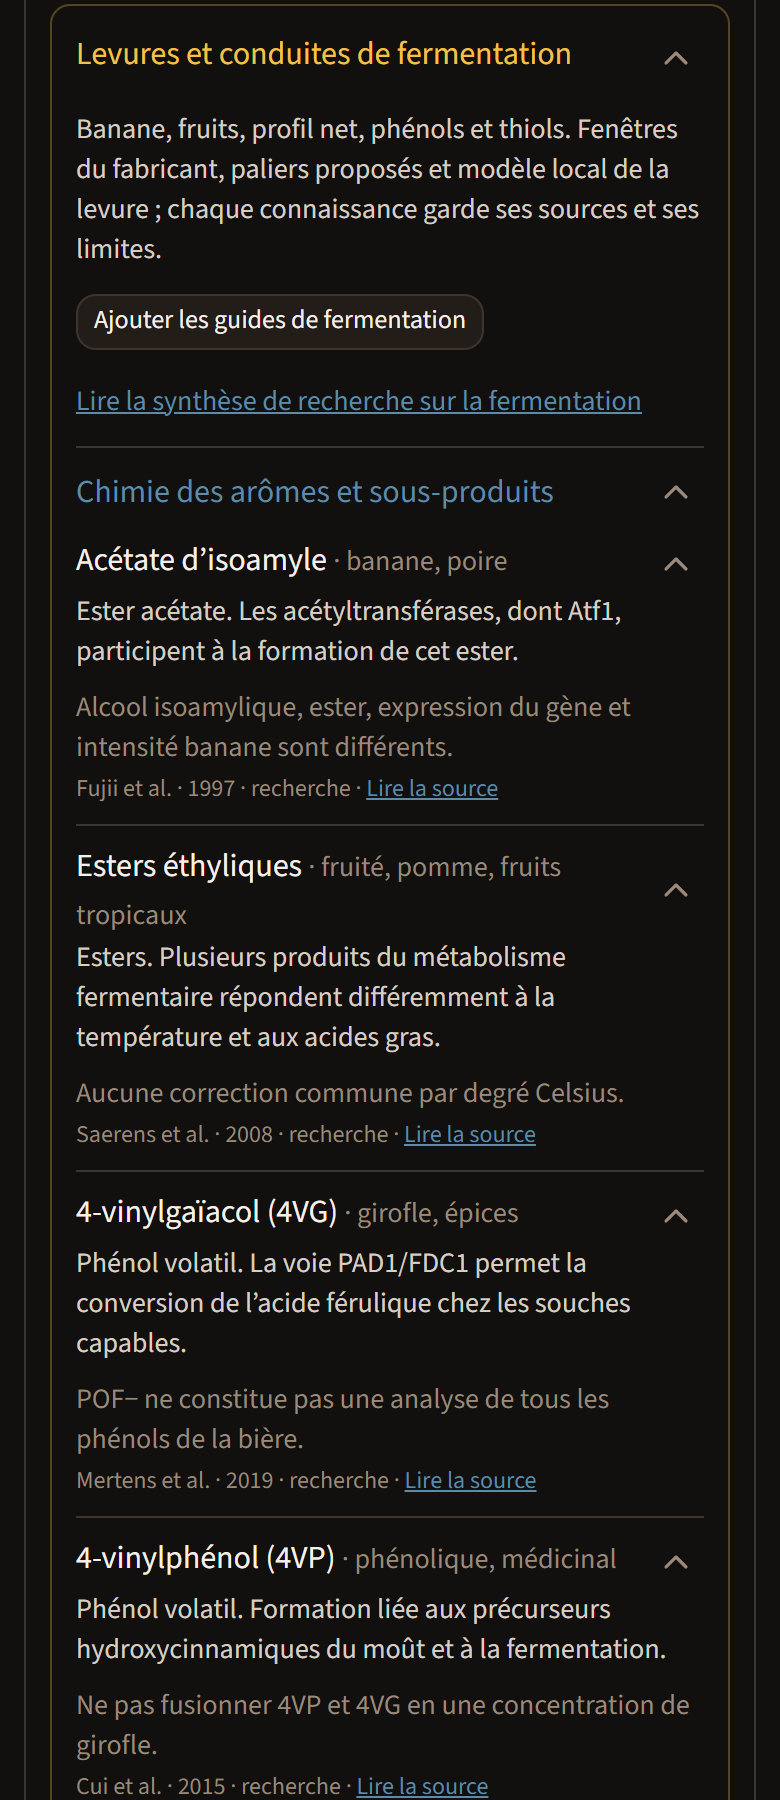 Levures et conduites de fermentation
Banane, fruits, profil net, phénols et thiols. Fenêtres
du fabricant, paliers proposés et modèle local de la
levure ; chaque connaissance garde ses sources et ses
limites.
Ajouter les guides de fermentation
Lire la synthèse de recherche sur la fermentation
Chimie des arômes et sous-produits
Acétate d’isoamyle · banane, poire
Ester acétate. Les acétyltransférases, dont Atf1,
participent à la formation de cet ester.
Alcool isoamylique, ester, expression du gène et
intensité banane sont différents.
Fujii et al. · 1997 · recherche · Lire la source
Esters éthyliques · fruité, pomme, fruits
tropicaux
Esters. Plusieurs produits du métabolisme
fermentaire répondent différemment à la
température et aux acides gras.
Aucune correction commune par degré Celsius.
Saerens et al. · 2008 · recherche · Lire la source
4-vinylgaïacol (4VG) · girofle, épices
Phénol volatil. La voie PAD1/FDC1 permet la
conversion de l’acide férulique chez les souches
capables.
POF− ne constitue pas une analyse de tous les
phénols de la bière.
Mertens et al. · 2019 · recherche · Lire la source
4-vinylphénol (4VP) · phénolique, médicinal
Phénol volatil. Formation liée aux précurseurs
hydroxycinnamiques du moût et à la fermentation.
Ne pas fusionner 4VP et 4VG en une concentration de
girofle.
Cui et al. · 2015 · recherche · Lire la source